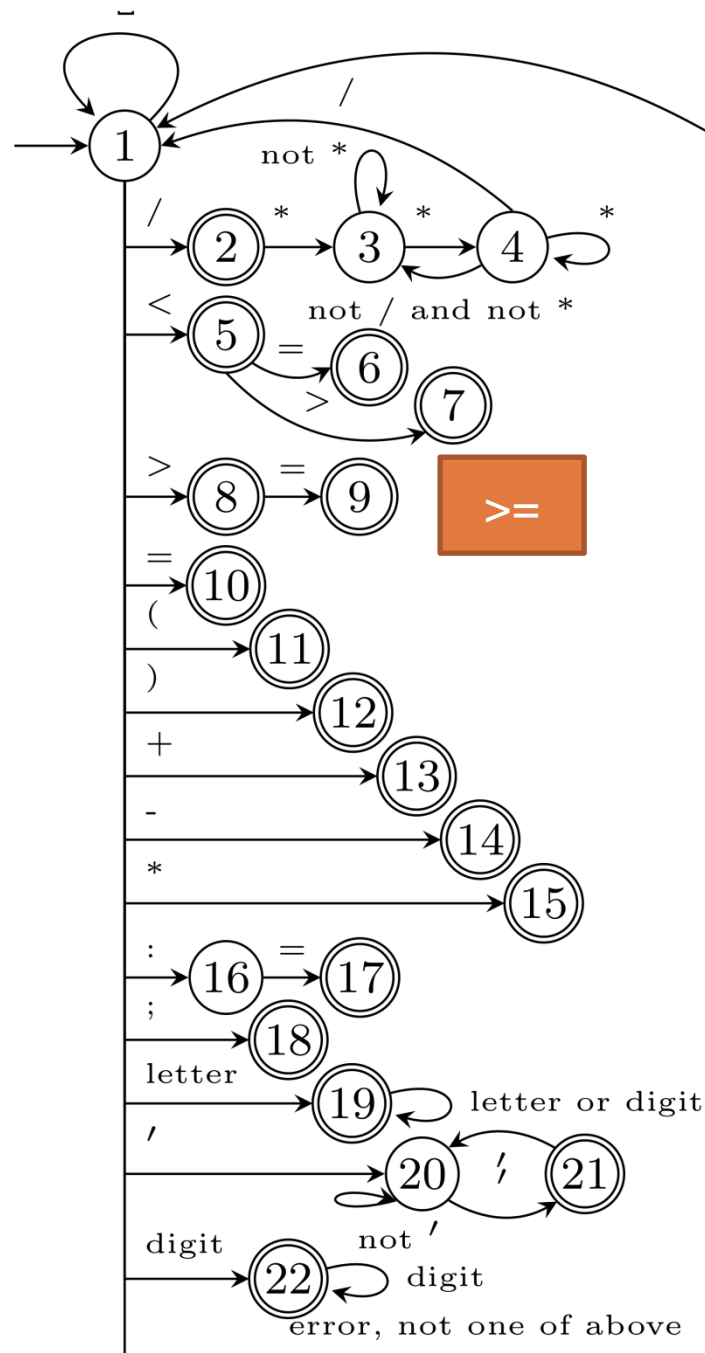 ␣
/
1
not *
/ * * *
2 3 4
<
not / and not *
5 = 6
> 7
> =
8 9
>=
=
10
(
11
)
12
+
13
-
14
*
15
: =
16 17
;
18
letter
19 letter or digit
' '
20 ' 21
not '
digit
22 digit
error, not one of above